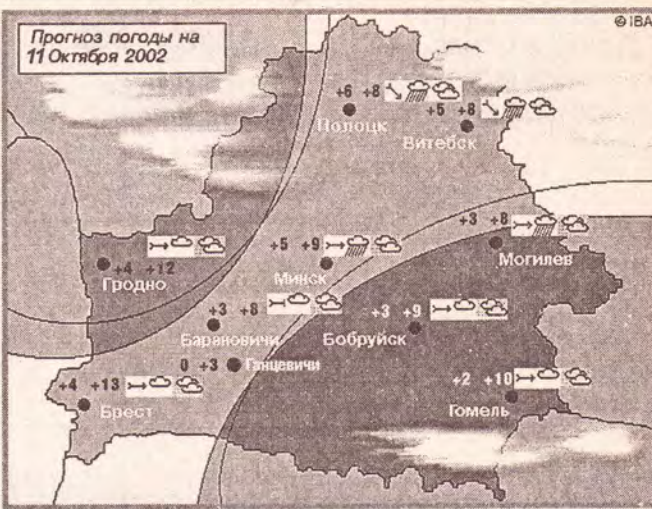 Прогноз погоды на
11 Октября 2002
© IBA
+6 +8
Полоцк
+5 +8
Витебск
+3 +8
Могилев
+4 +12
Гродно
+5 +9
Минск
+3 +8
Барановичи
+3 +9
Бобруйск
0 +3 Ганцевичи
+4 +13
Брест
+2 +10
Гомель